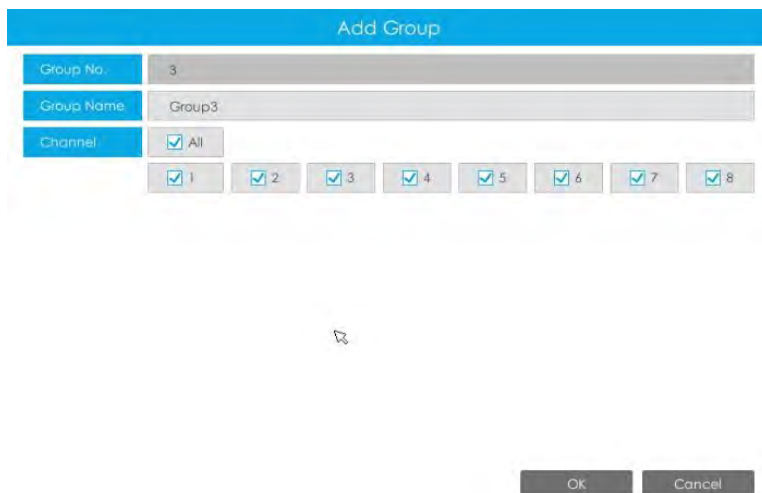 Add Group
Group No. 3
Group Name Group3
Channel All
1 2 3 4 5 6 7 8
OK Cancel